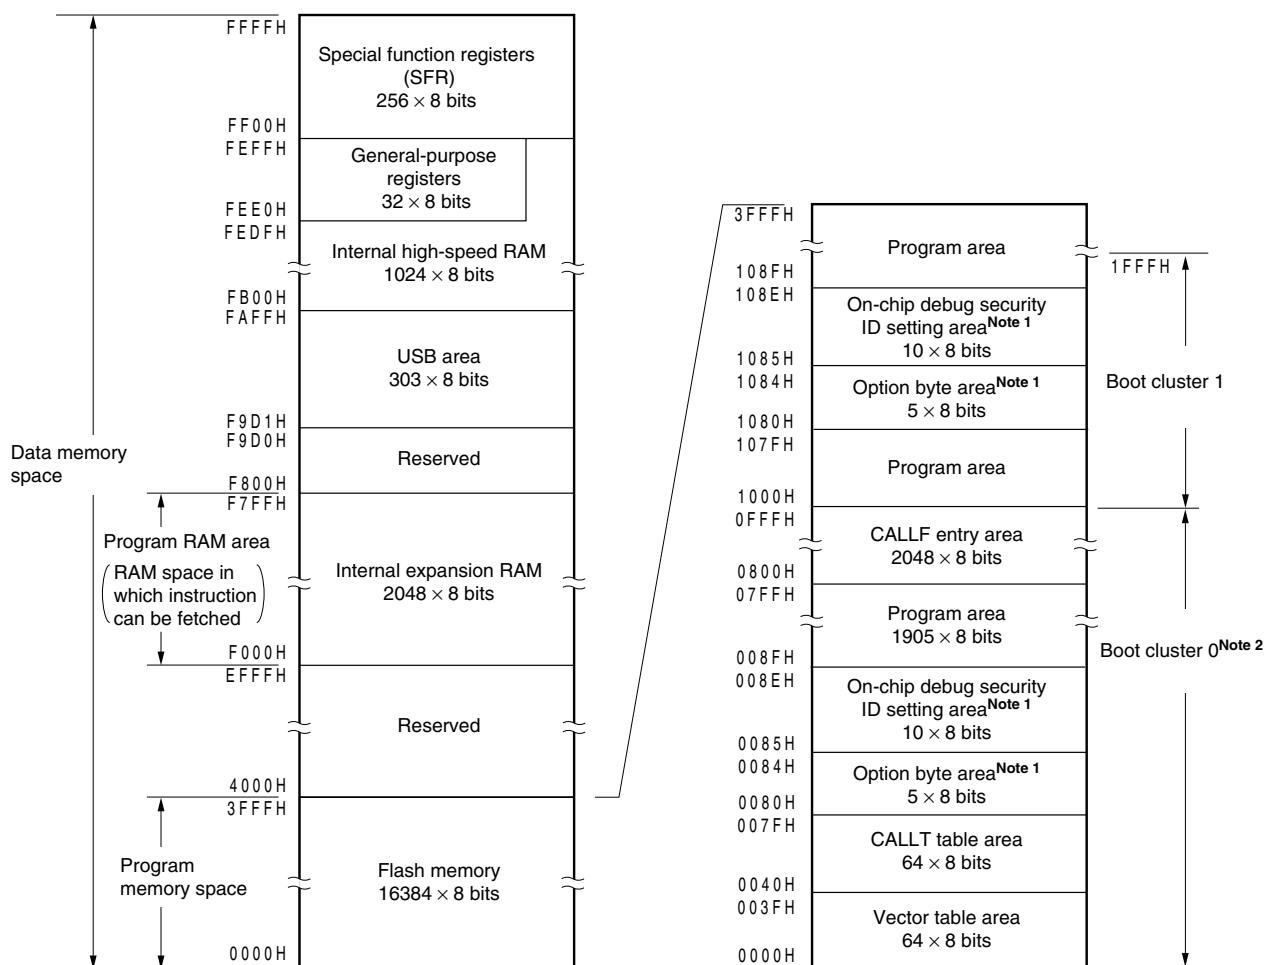 FFFFH
Special function registers
(SFR)
256 × 8 bits
FF00H
FEFFH
General-purpose
registers
32 × 8 bits
FEE0H
FEDFH
Internal high-speed RAM
1024 × 8 bits
FB00H
FAFFH
USB area
303 × 8 bits
F9D1H
F9D0H
Reserved
F800H
F7FFH
Data memory
space
Program RAM area
(RAM space in
which instruction
can be fetched)
Internal expansion RAM
2048 × 8 bits
F000H
EFFFH
Reserved
4000H
3FFFH
Program
memory space
Flash memory
16384 × 8 bits
0000H
3FFFH
Program area
1FFFH
108FH
108EH
On-chip debug security
ID setting areaNote 1
10 × 8 bits
1085H
1084H
Option byte areaNote 1
5 × 8 bits
Boot cluster 1
1080H
107FH
Program area
1000H
0FFFH
CALLF entry area
2048 × 8 bits
0800H
07FFH
Program area
1905 × 8 bits
Boot cluster 0Note 2
008FH
008EH
On-chip debug security
ID setting areaNote 1
10 × 8 bits
0085H
0084H
Option byte areaNote 1
5 × 8 bits
0080H
007FH
CALLT table area
64 × 8 bits
0040H
003FH
Vector table area
64 × 8 bits
0000H